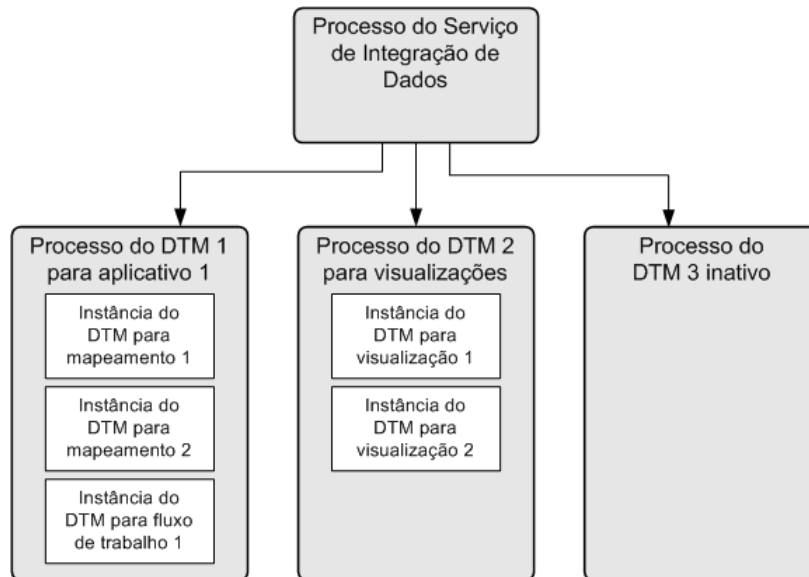 Processo do Serviço
de Integração de
Dados
Processo do DTM 1
para aplicativo 1
Instância do
DTM para
mapeamento 1
Instância do
DTM para
mapeamento 2
Instância do
DTM para fluxo
de trabalho 1
Processo do DTM 2
para visualizações
Instância do
DTM para
visualização 1
Instância do
DTM para
visualização 2
Processo do
DTM 3 inativo